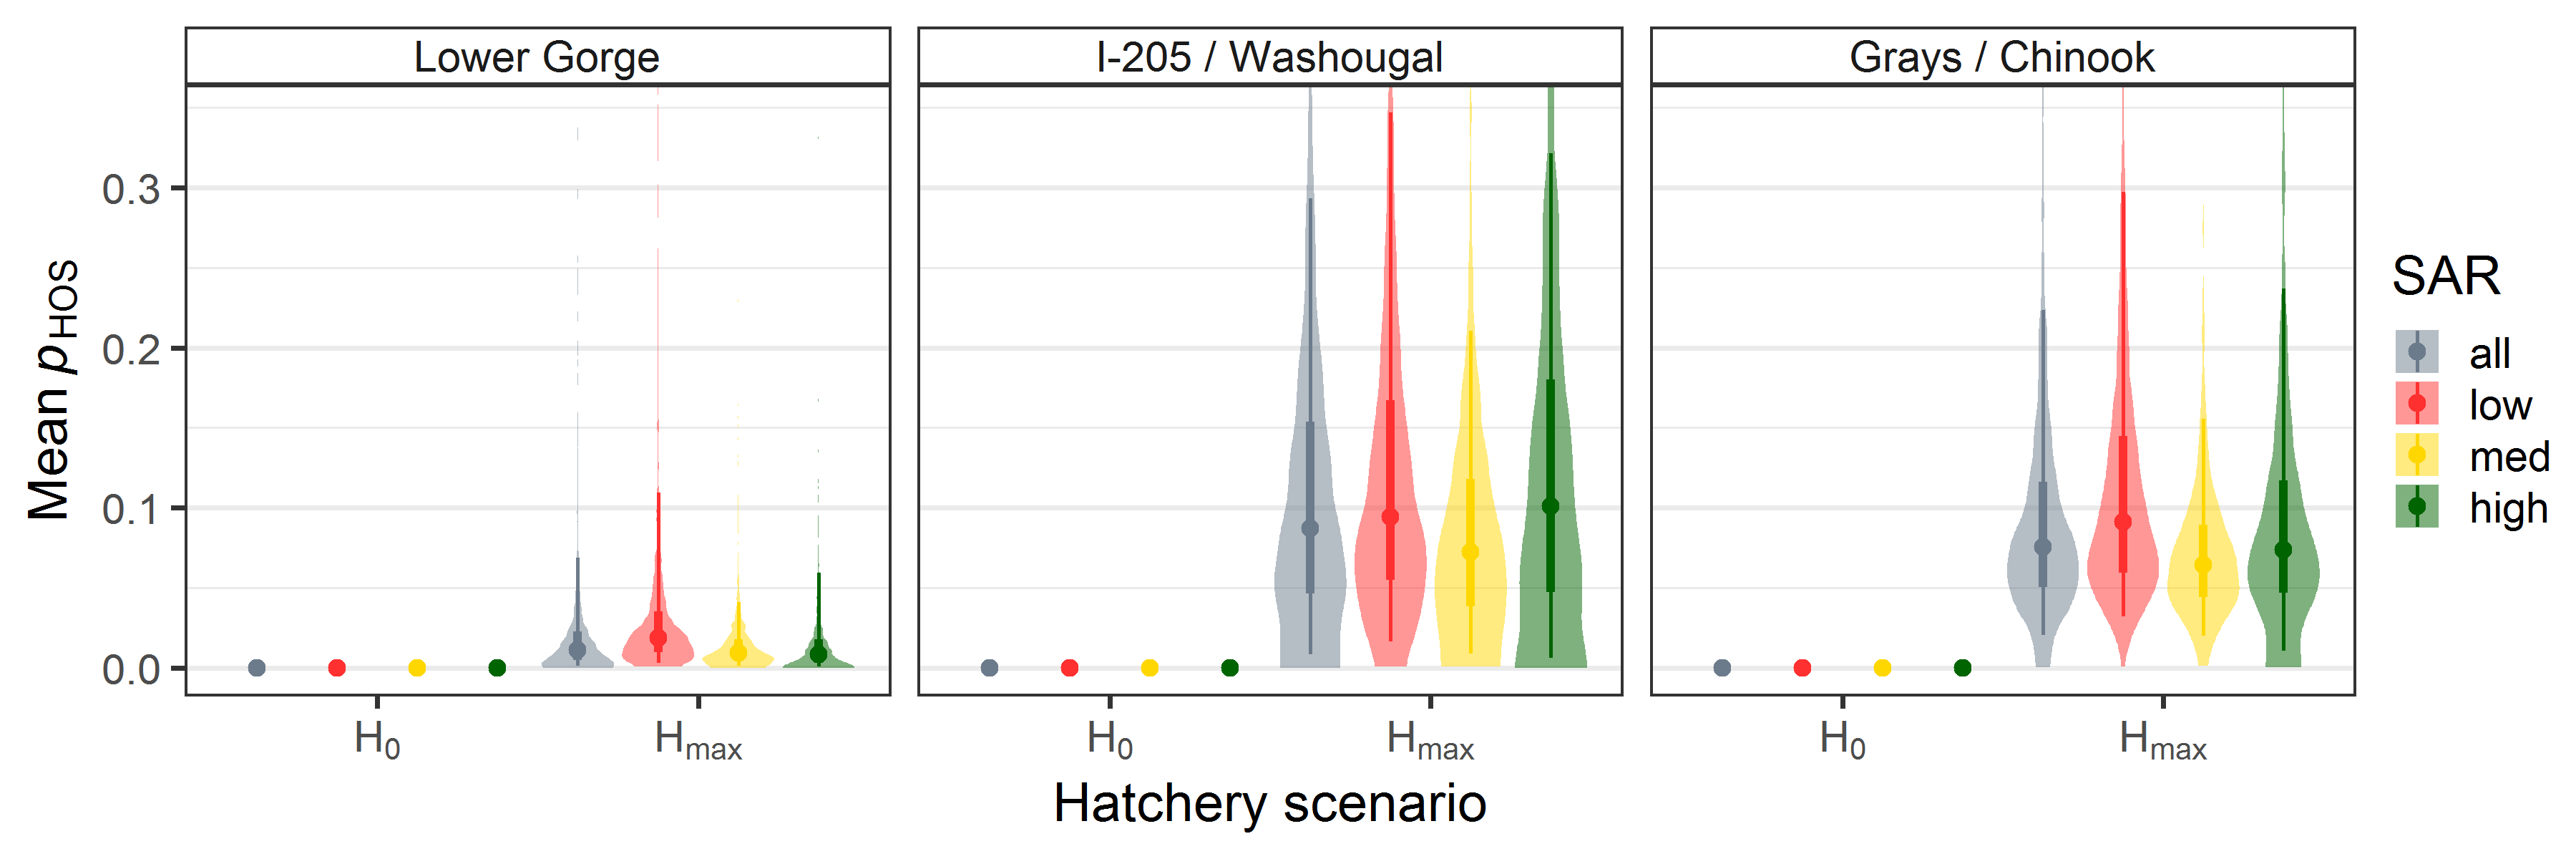 Lower Gorge
I-205 / Washougal
Grays / Chinook
Mean pHOS
0.3
0.2
0.1
0.0
H0
Hmax
H0
Hmax
H0
Hmax
Hatchery scenario
SAR
all
low
med
high